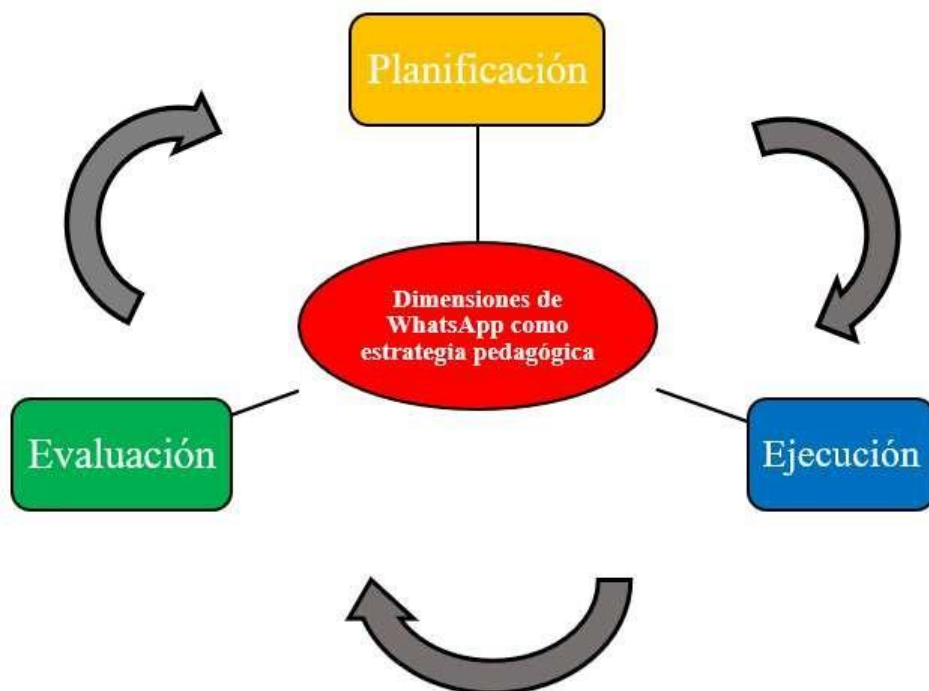 Planificación
Dimensiones de
WhatsApp como
estrategia pedagógica
Evaluación
Ejecución